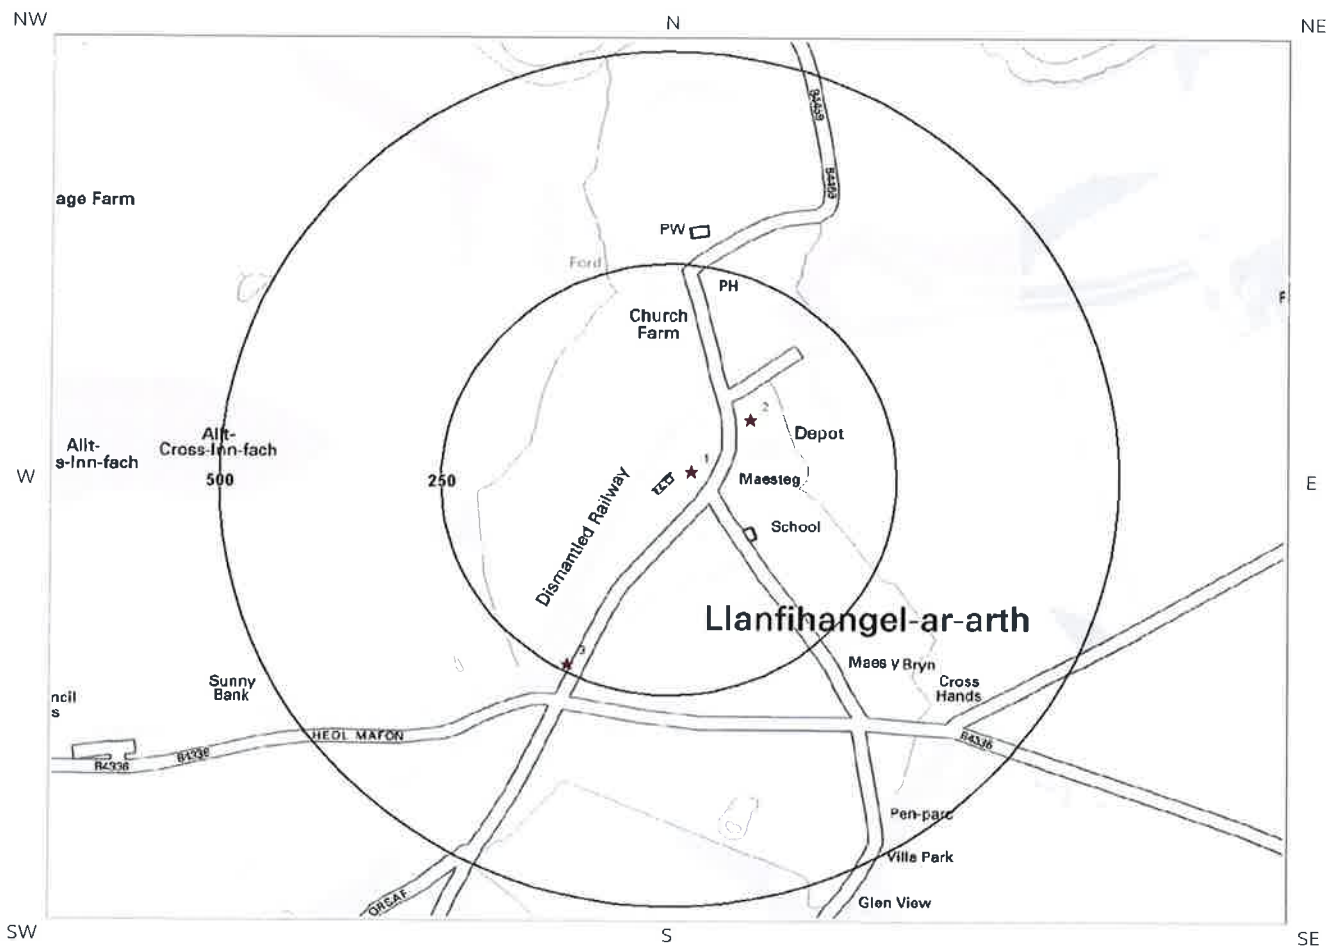 NW
N
NE
B4459
B4459
age Farm
PW
Ford
PH
Church
Farm
2
Depot
Allt-
s-Inn-fach
Allt-
Cross-Inn-fach
W
500
250
1
Maesteg
E
School
Dismantled Railway
Llanfihangel-ar-arth
3
Maes y Bryn
Sunny
Bank
Cross
Hands
ncil
s
HEOL MAFON
B4336
B4336
B4336
Pen-parc
Villa Park
Glen View
SW
S
SE